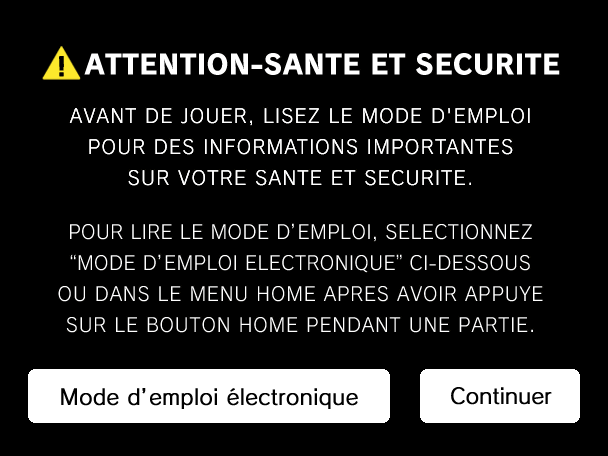 ATTENTION-SANTE ET SECURITE
AVANT DE JOUER, LISEZ LE MODE D'EMPLOI
POUR DES INFORMATIONS IMPORTANTES
SUR VOTRE SANTE ET SECURITE.
POUR LIRE LE MODE D’EMPLOI, SELECTIONNEZ
“MODE D’EMPLOI ELECTRONIQUE” CI-DESSOUS
OU DANS LE MENU HOME APRES AVOIR APPUYE
SUR LE BOUTON HOME PENDANT UNE PARTIE.
Mode d’emploi électronique
Continuer